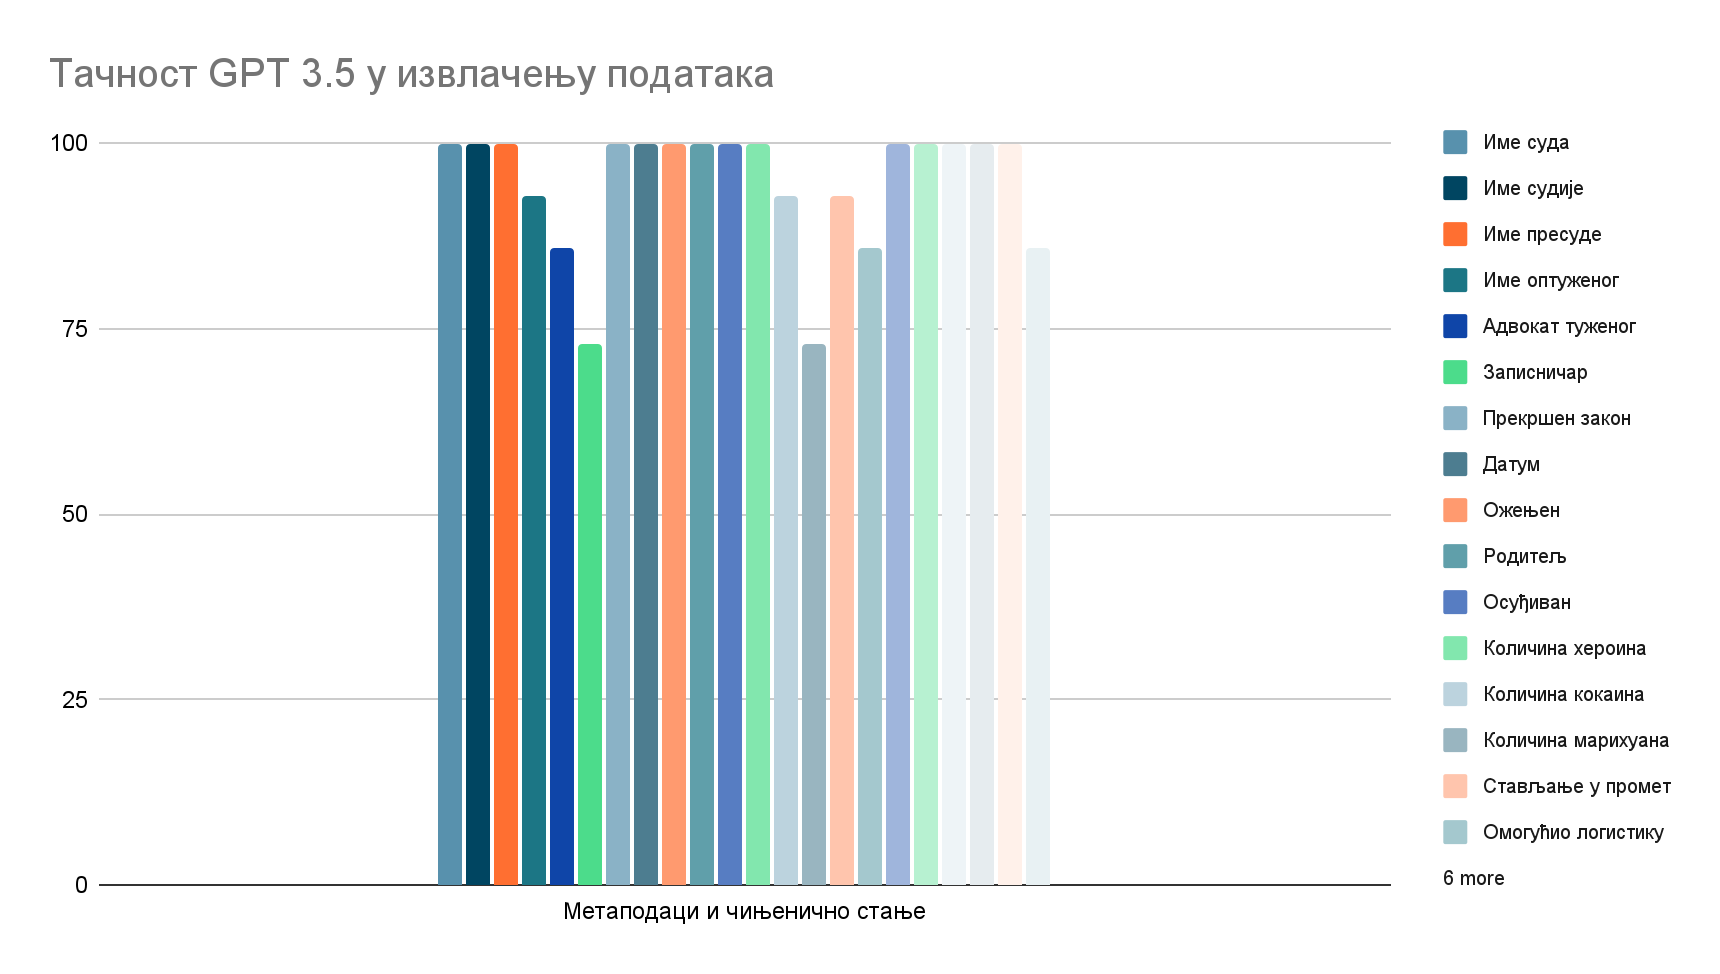 Тачност GPT 3.5 у извлачењу података
100
75
50
25
0
Метаподаци и чињенично стање
Име суда
Име судије
Име пресуде
Име оптуженог
Адвокат туженог
Записничар
Прекршен закон
Датум
Ожењен
Родитељ
Осуђиван
Количина хероина
Количина кокаина
Количина марихуана
Стављање у промет
Омогућио логистику
6 more